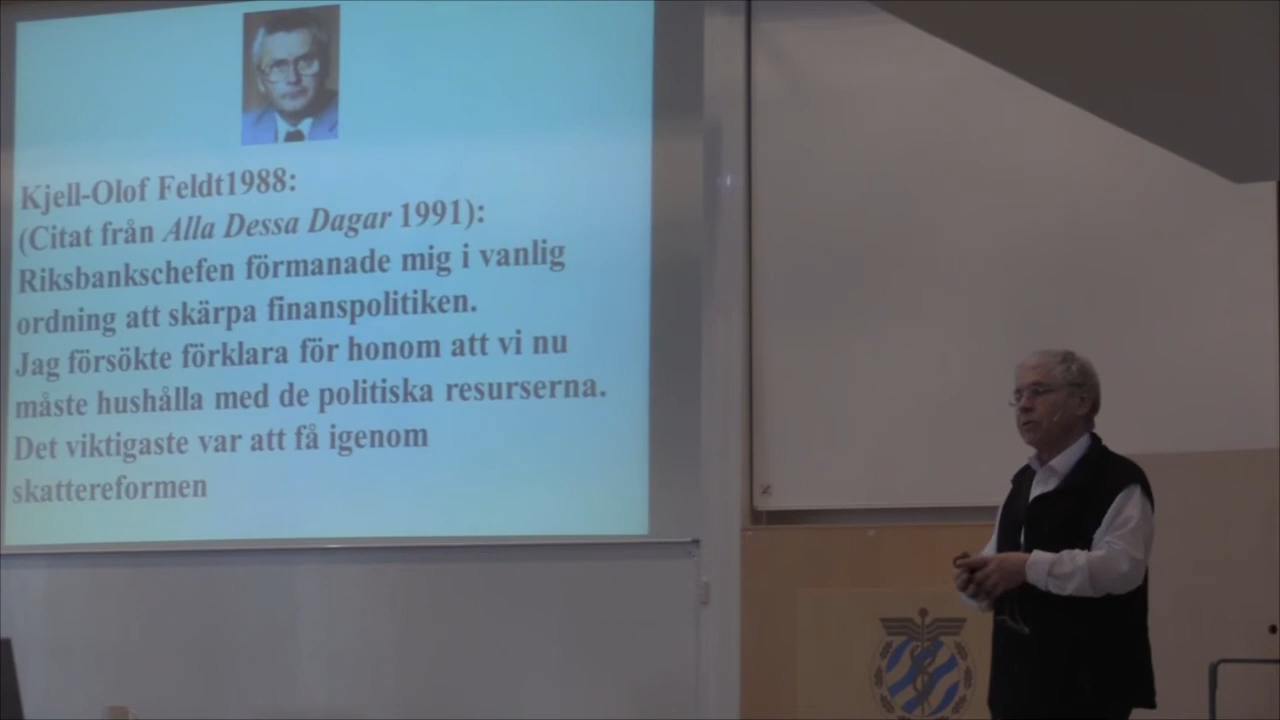 Kjell-Olof Feldt1988:
(Citat från Alla Dessa Dagar 1991):
Riksbankschefen förmanade mig i vanlig
ordning att skärpa finanspolitiken.
Jag försökte förklara för honom att vi nu
måste hushålla med de politiska resurserna.
Det viktigaste var att få igenom
skattereformen